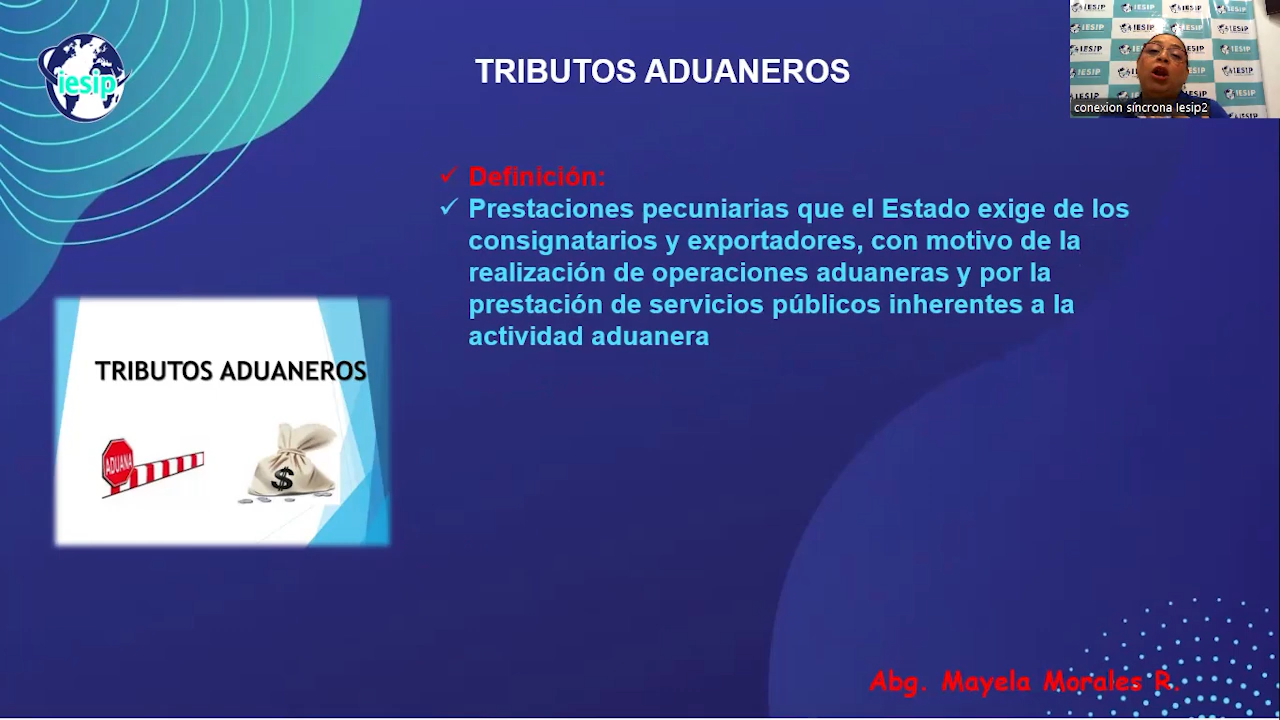 iesip
TRIBUTOS ADUANEROS
conexion síncrona Iesip2
Definición:
Prestaciones pecuniarias que el Estado exige de los
consignatarios y exportadores, con motivo de la
realización de operaciones aduaneras y por la
prestación de servicios públicos inherentes a la
actividad aduanera
TRIBUTOS ADUANEROS
ADUANA
$
Abg. Mayela Morales R.